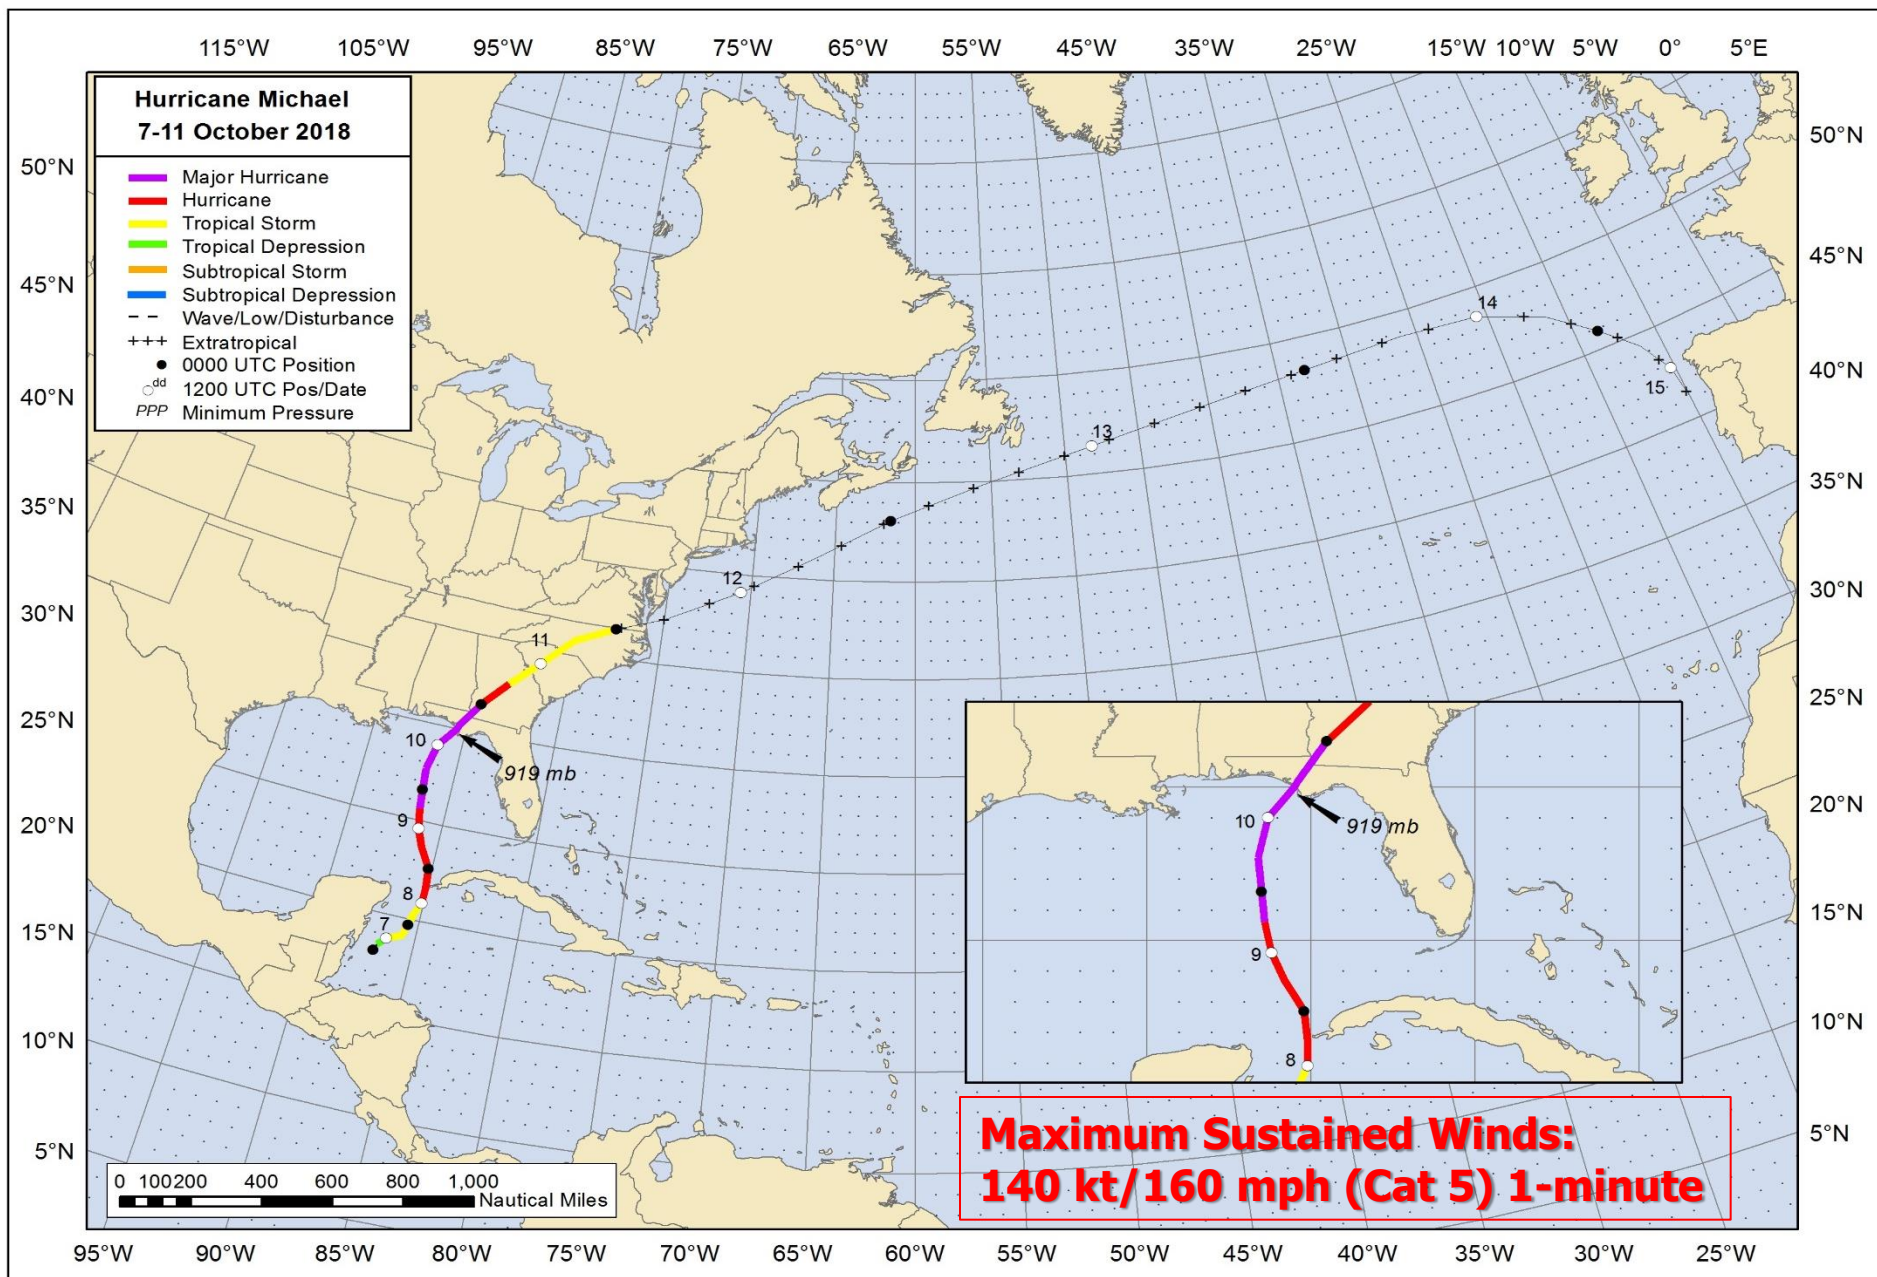 115°W 105°W 95°W 85°W 75°W 65°W 55°W 45°W 35°W 25°W 15°W 10°W 5°W 0° 5°E
Hurricane Michael
7-11 October 2018
Major Hurricane
Hurricane
Tropical Storm
Tropical Depression
Subtropical Storm
Subtropical Depression
Wave/Low/Disturbance
+++ Extratropical
0000 UTC Position
dd 1200 UTC Pos/Date
PPP Minimum Pressure
50°N
45°N
40°N
35°N
30°N
25°N
20°N
15°N
10°N
5°N
50°N
45°N
40°N
35°N
30°N
25°N
20°N
15°N
10°N
5°N
14
15
13
12
11
10
919 mb
9
8
7
10
919 mb
9
8
Maximum Sustained Winds:
140 kt/160 mph (Cat 5) 1-minute
0 100 200 400 600 800 1,000
Nautical Miles
95°W 90°W 85°W 80°W 75°W 70°W 65°W 60°W 55°W 50°W 45°W 40°W 35°W 30°W 25°W